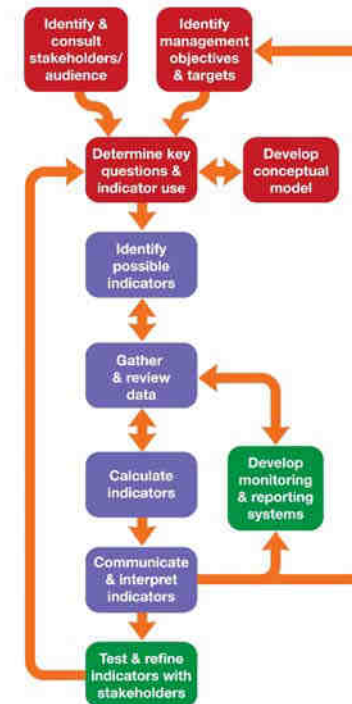 Identify &
consult
stakeholders/
audience
Identify
management
objectives
& targets
Determine key
questions &
indicator use
Develop
conceptual
model
Identify
possible
indicators
Gather
& review
data
Calculate
indicators
Develop
monitoring
& reporting
systems
Communicate
& interpret
indicators
Test & refine
indicators with
stakeholders